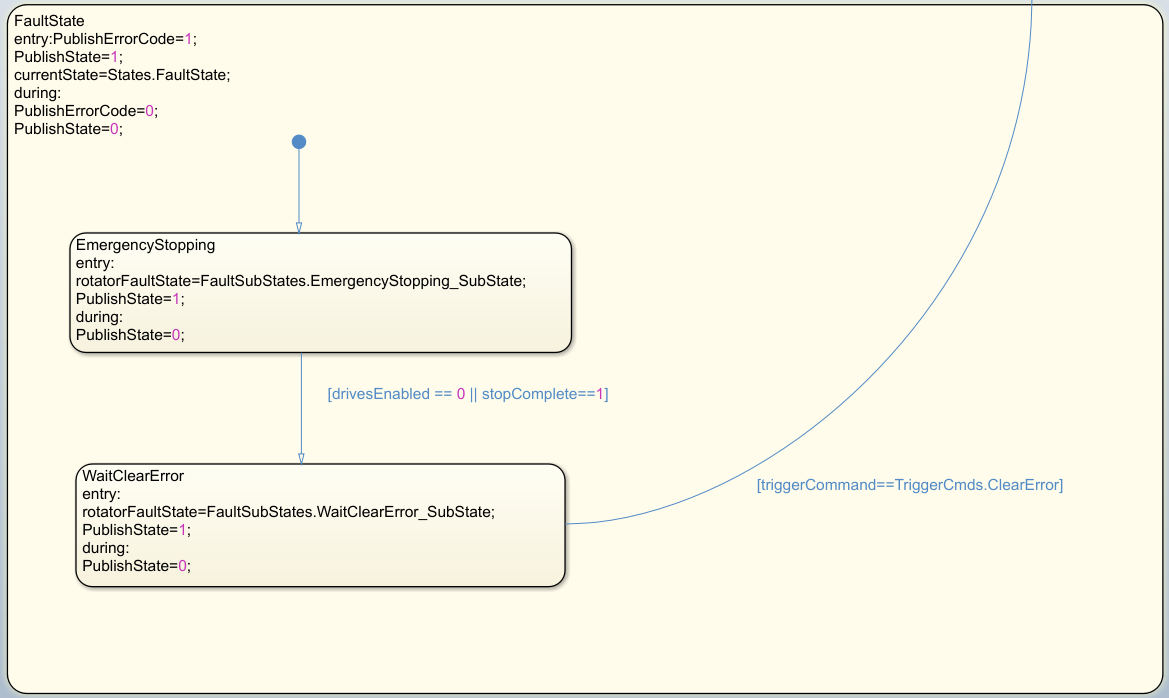 FaultState
entry:PublishErrorCode=1;
PublishState=1;
currentState=States.FaultState;
during:
PublishErrorCode=0;
PublishState=0;
EmergencyStopping
entry:
rotatorFaultState=FaultSubStates.EmergencyStopping_SubState;
PublishState=1;
during:
PublishState=0;
[drivesEnabled == 0 || stopComplete==1]
WaitClearError
entry:
rotatorFaultState=FaultSubStates.WaitClearError_SubState;
PublishState=1;
during:
PublishState=0;
[triggerCommand==TriggerCmds.ClearError]